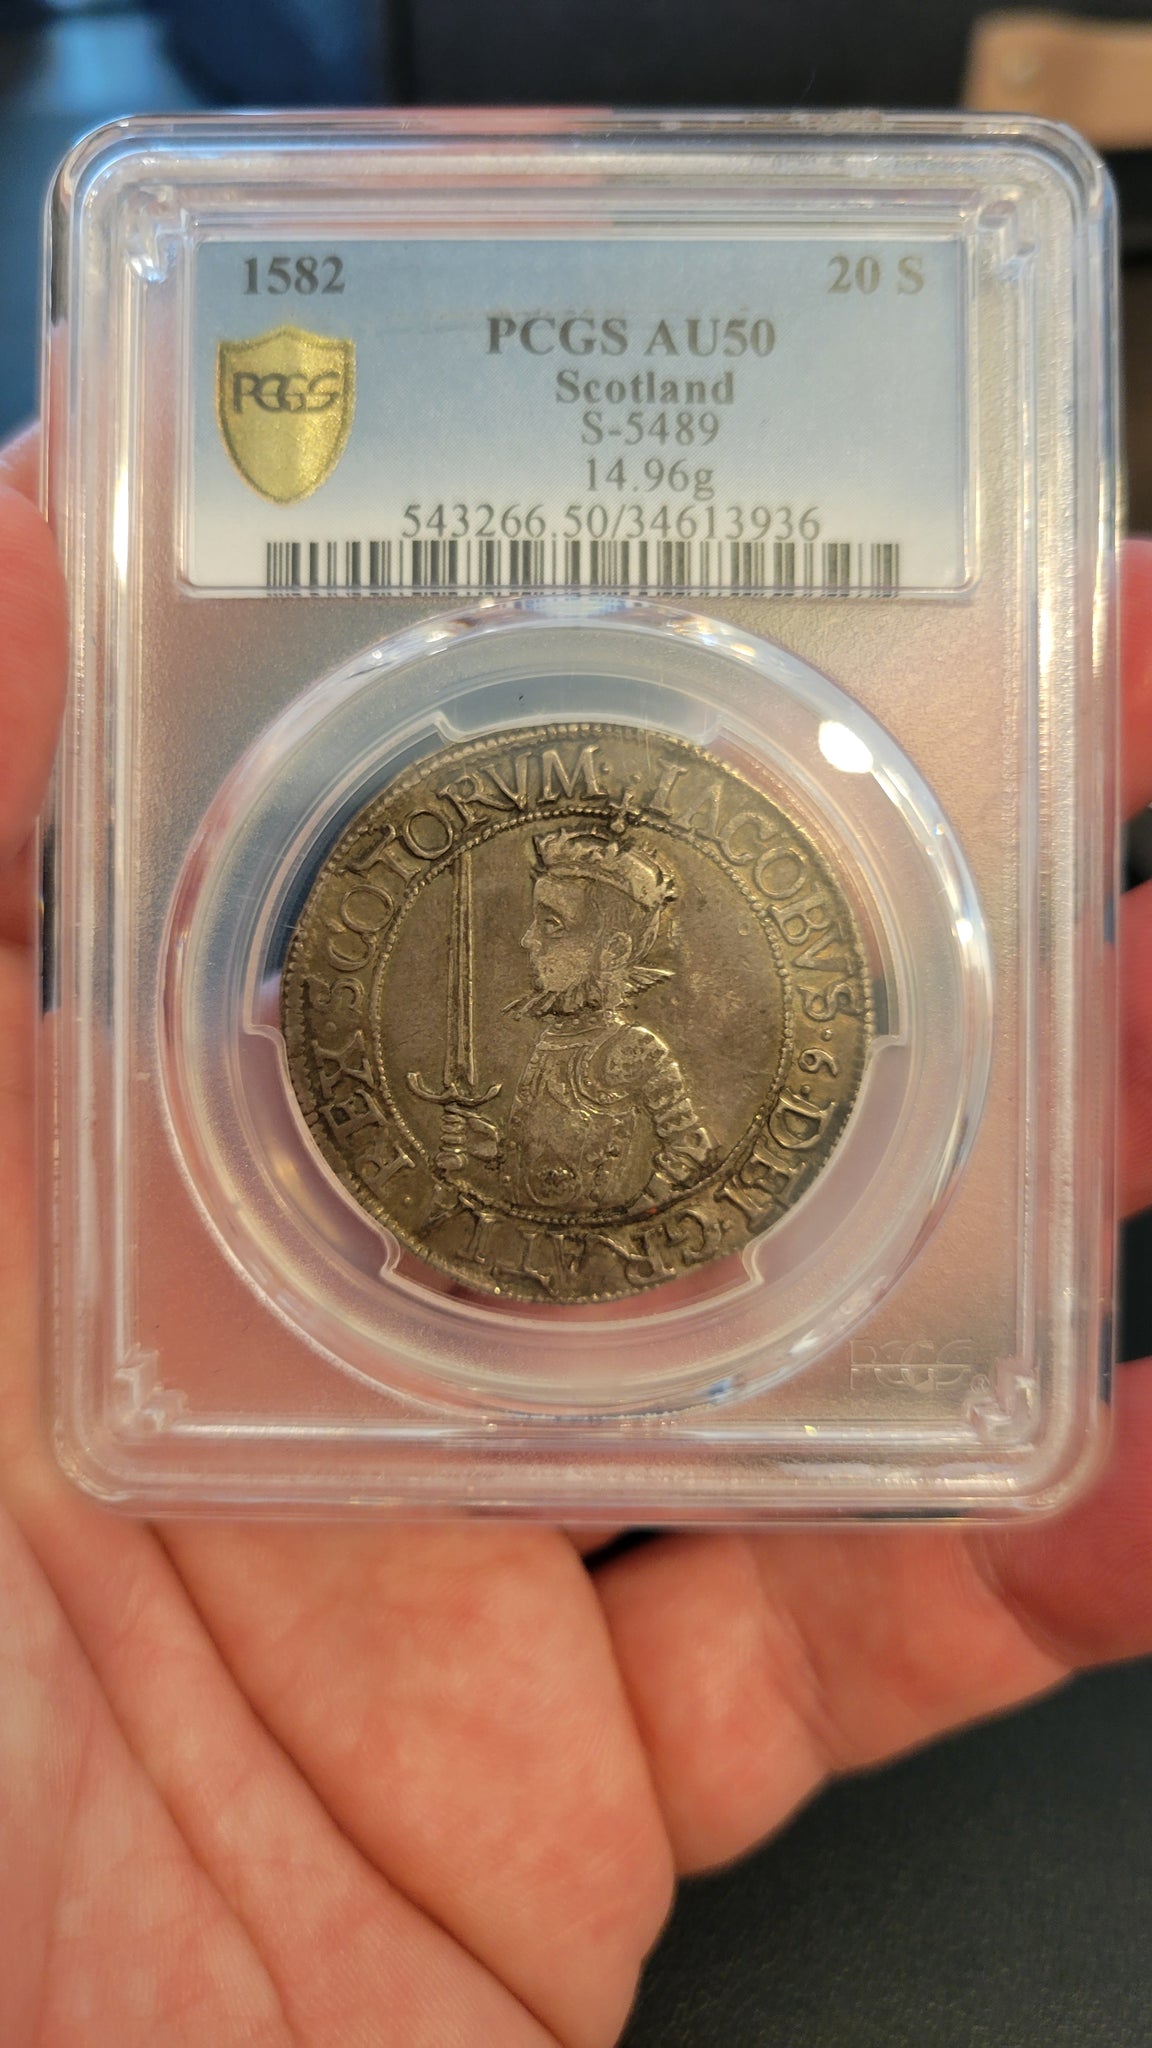 1582 20 S
PCGS AU50
PCGS
Scotland
S-5489
14.96g
543266.50/34613936
·IACOBVS·6·DEI·GRATIA·REX·SCOTORVM·
PCGS